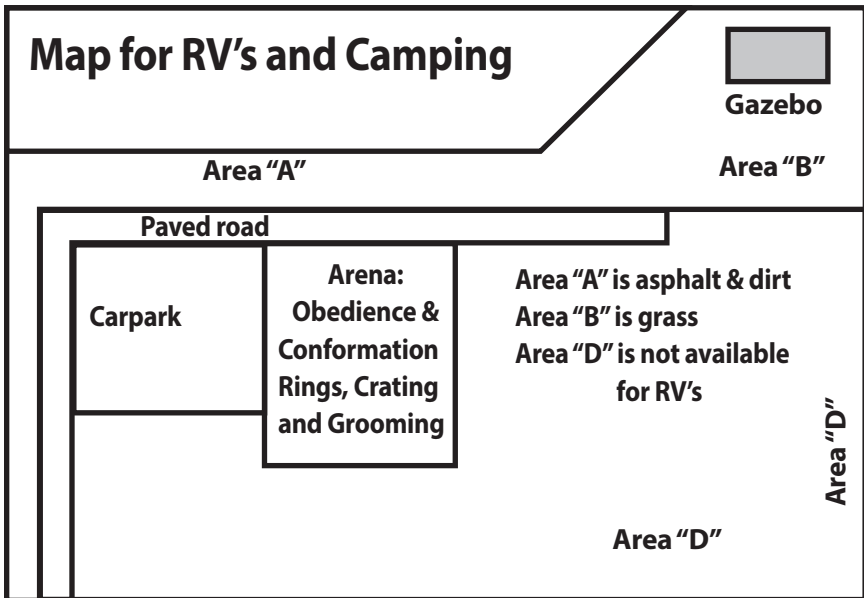 Map for RV's and Camping
Gazebo
Area “A”
Area “B”
Paved road
Carpark
Arena:
Obedience &
Conformation
Rings, Crating
and Grooming
Area “A” is asphalt & dirt
Area “B” is grass
Area “D” is not available
for RV's
Area “D”
Area “D”